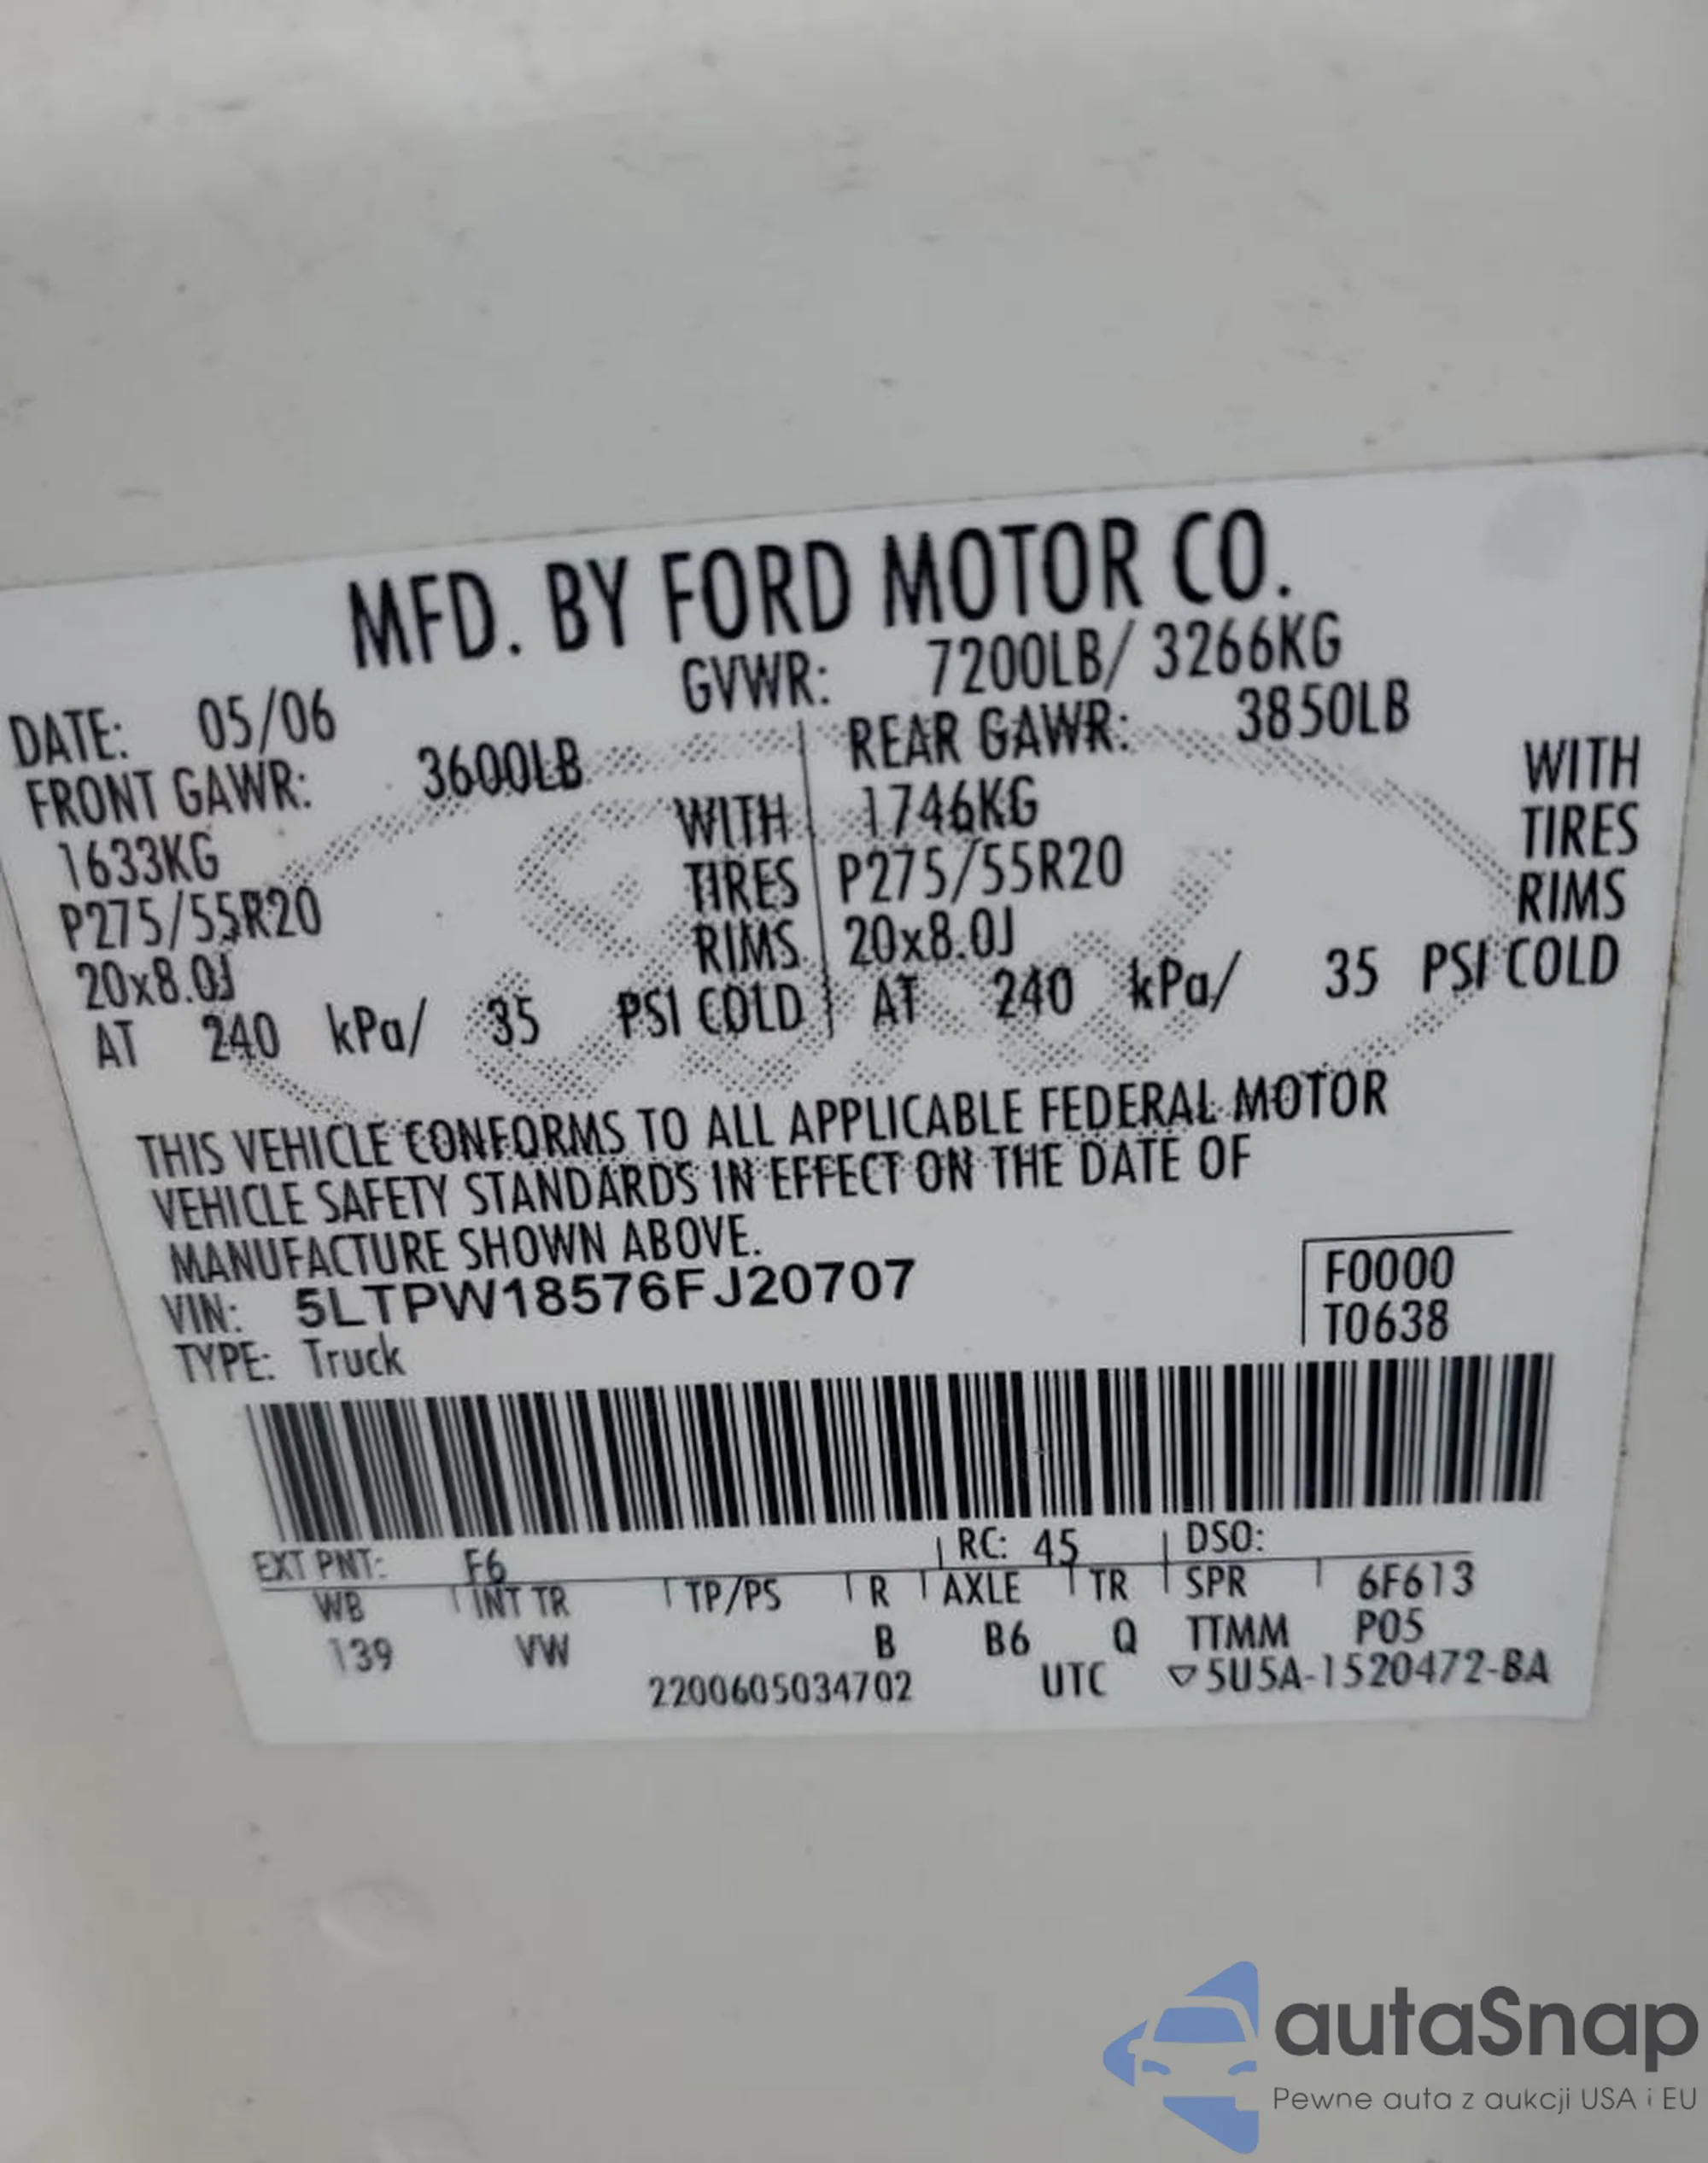 MFD. BY FORD MOTOR CO.
DATE: 05/06 GVWR: 7200LB/ 3266KG
FRONT GAWR: 3600LB REAR GAWR: 3850LB
1633KG WITH 1746KG WITH
P275/55R20 TIRES P275/55R20 TIRES
20x8.0J RIMS 20x8.0J RIMS
AT 240 kPa/ 35 PSI COLD AT 240 kPa/ 35 PSI COLD
THIS VEHICLE CONFORMS TO ALL APPLICABLE FEDERAL MOTOR
VEHICLE SAFETY STANDARDS IN EFFECT ON THE DATE OF
MANUFACTURE SHOWN ABOVE.
VIN: 5LTPW18576FJ20707 F0000
TYPE: Truck T0638
EXT PNT: F6 RC: 45 DSO:
WB INT TR TP/PS R AXLE TR SPR 6F613
139 VW B B6 Q TTMM P05
2200605034702 UTC ▽5U5A-1520472-BA
autaSnap
Pewne auta z aukcji USA i EU